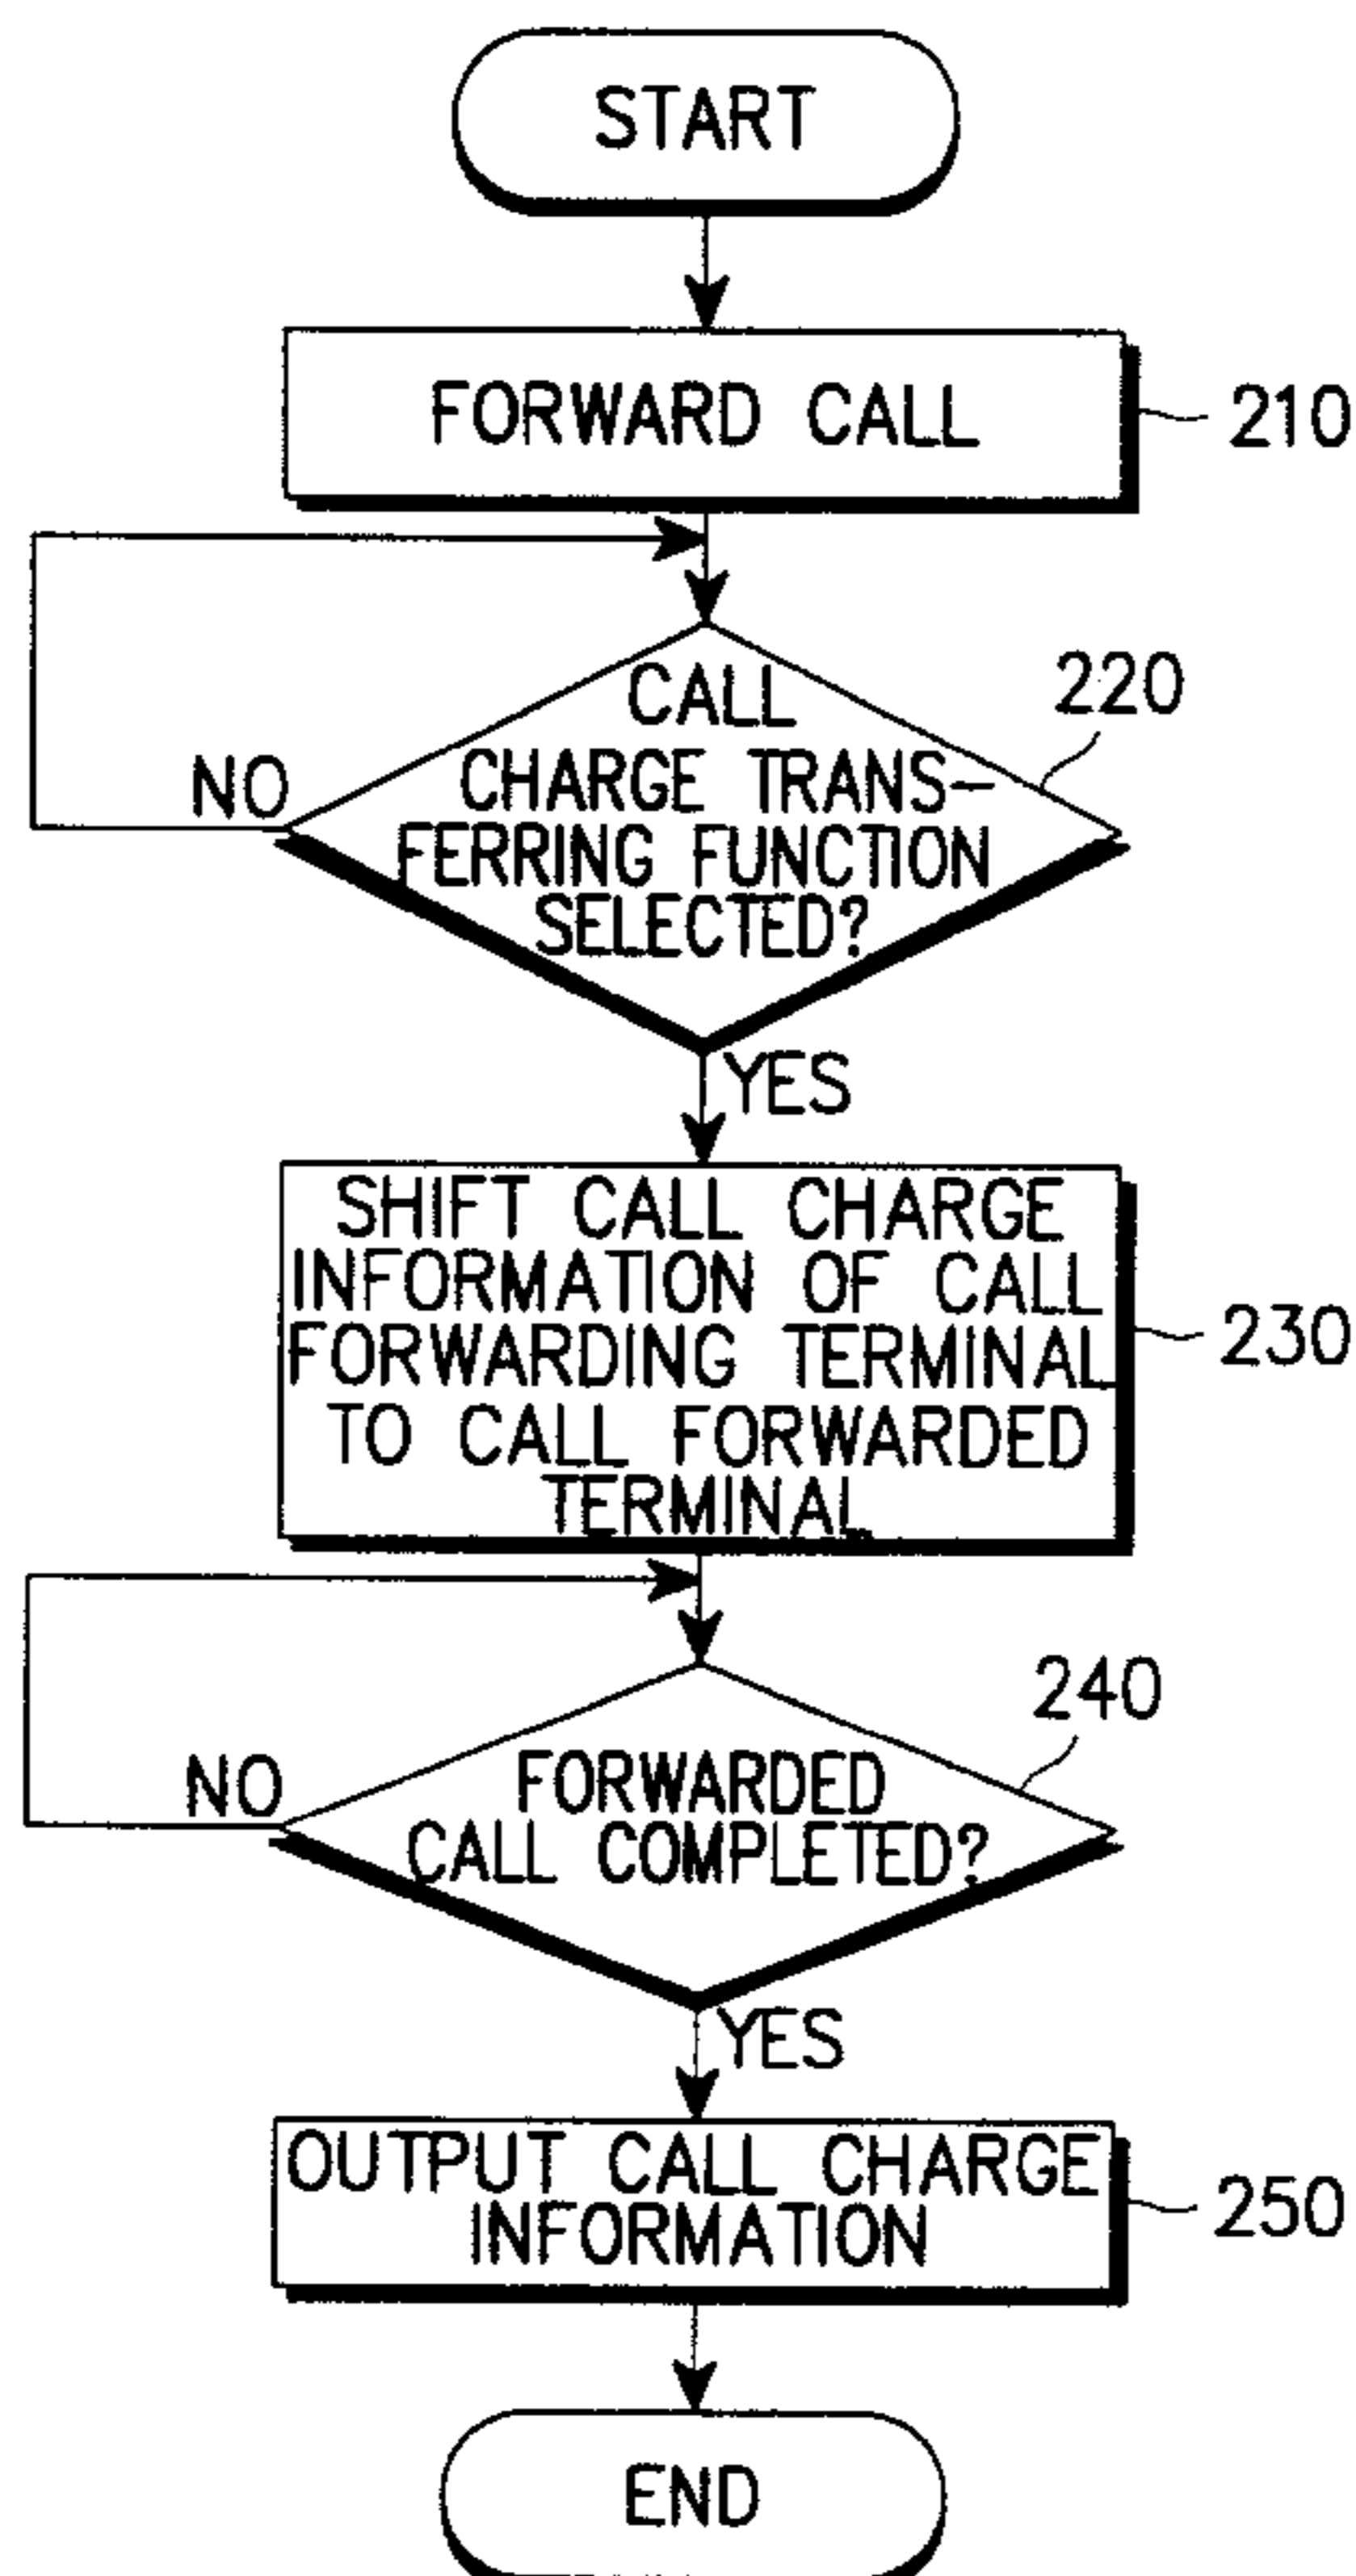 START
FORWARD CALL
210
CALL
CHARGE TRANS-
FERRING FUNCTION
SELECTED?
220
NO
YES
SHIFT CALL CHARGE
INFORMATION OF CALL
FORWARDING TERMINAL
TO CALL FORWARDED
TERMINAL
230
FORWARDED
CALL COMPLETED?
240
NO
YES
OUTPUT CALL CHARGE
INFORMATION
250
END